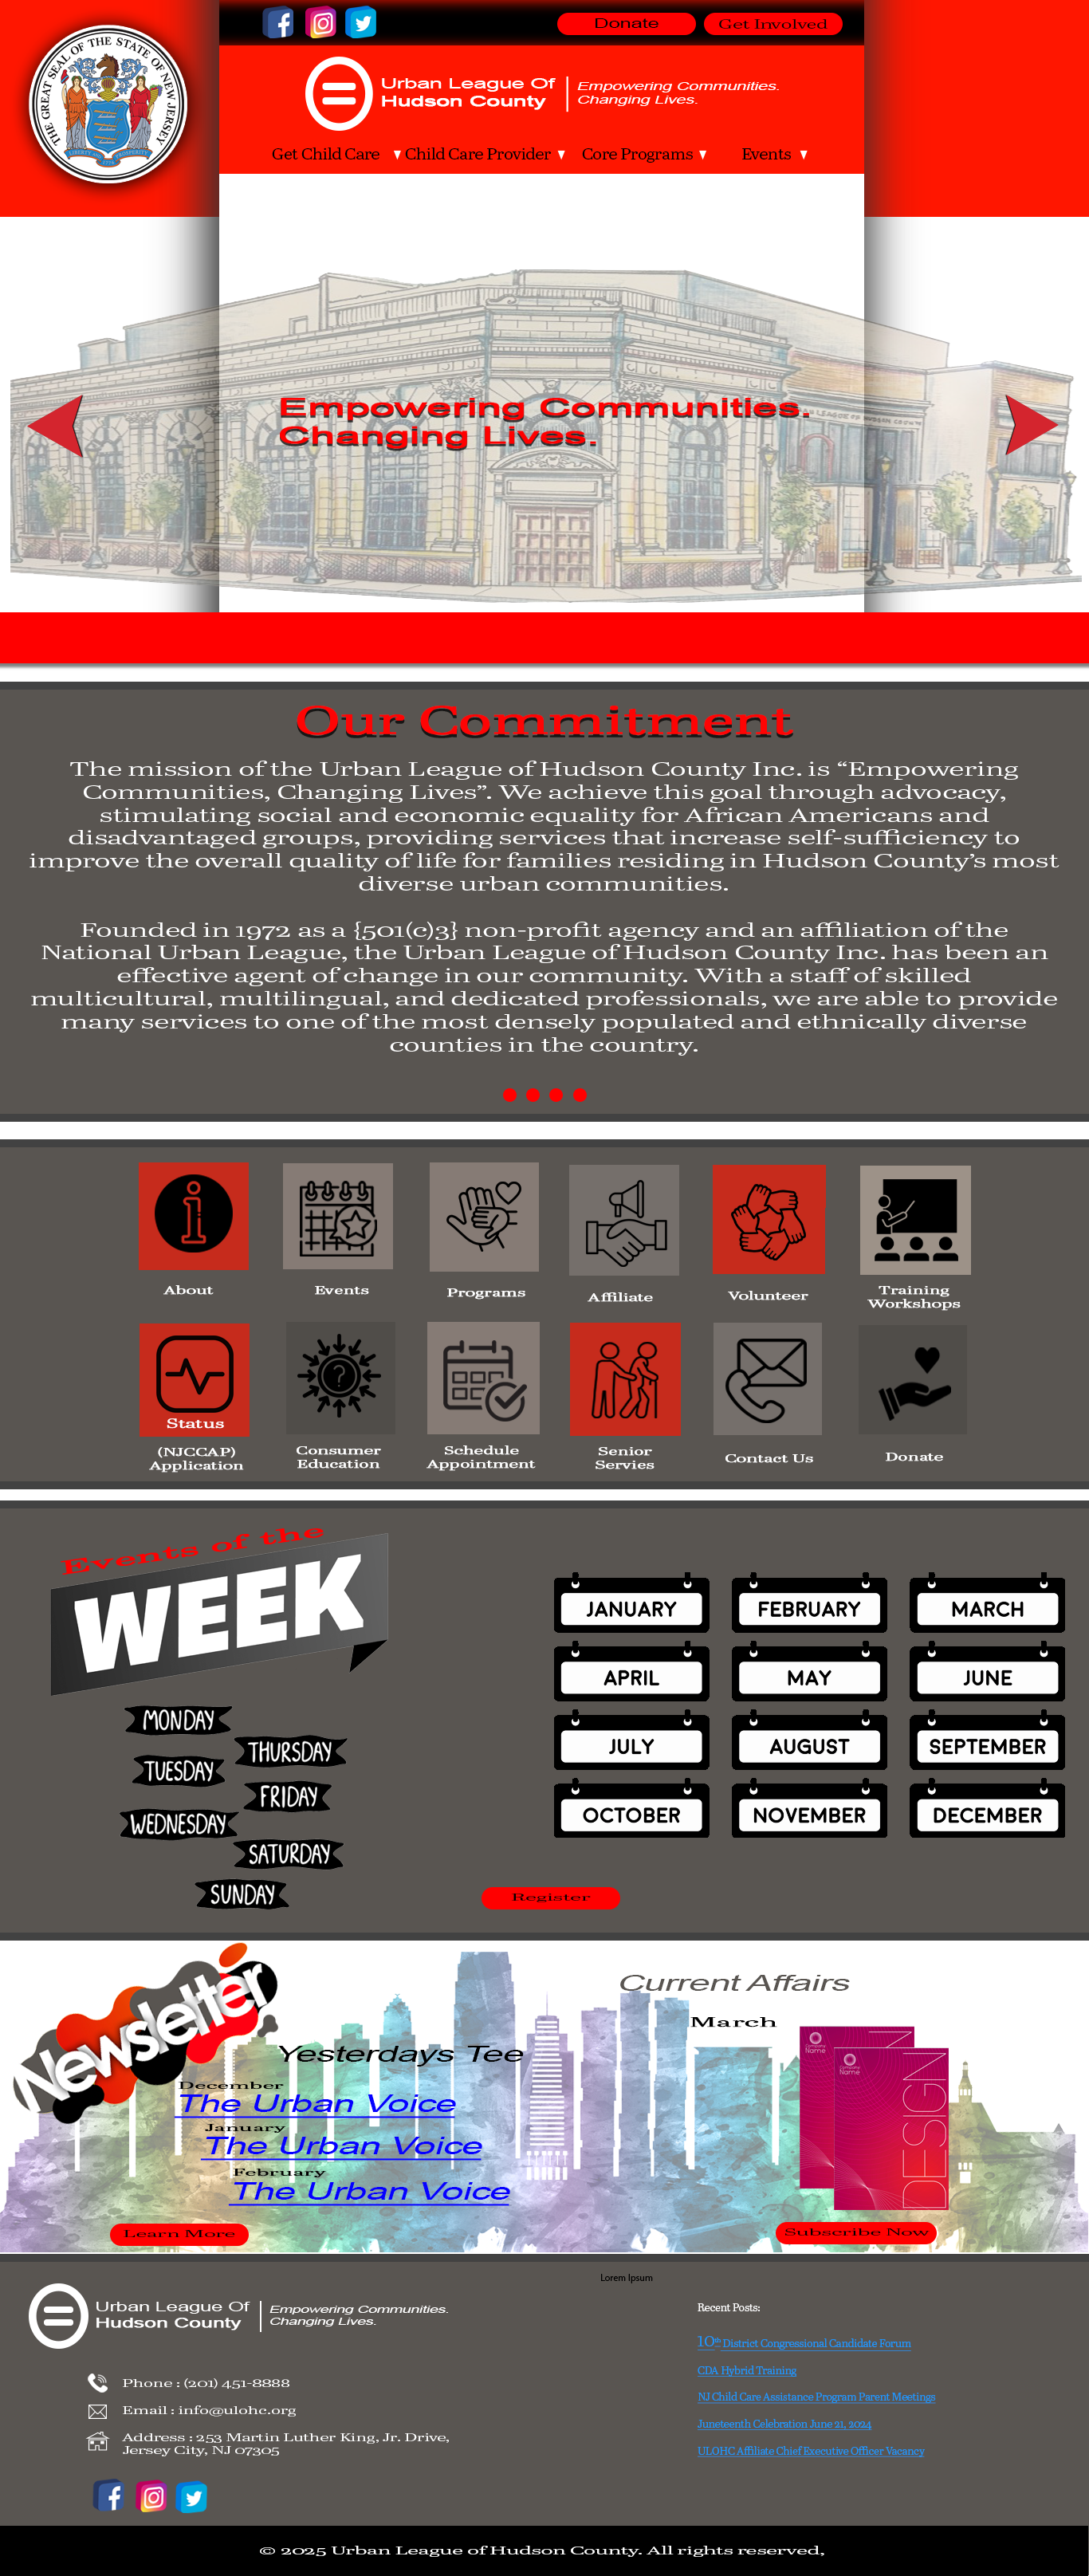 Donate
Get Involved
THE GREAT SEAL OF THE STATE OF NEW JERSEY
LIBERTY AND PROSPERITY
Urban League Of
Hudson County
Empowering Communities.
Changing Lives.
Get Child Care
Child Care Provider
Core Programs
Events
Empowering Communities.
Changing Lives.
Our Commitment
The mission of the Urban League of Hudson County Inc. is “Empowering
Communities, Changing Lives”. We achieve this goal through advocacy,
stimulating social and economic equality for African Americans and
disadvantaged groups, providing services that increase self-sufficiency to
improve the overall quality of life for families residing in Hudson County’s most
diverse urban communities.
Founded in 1972 as a {501(c)3} non-profit agency and an affiliation of the
National Urban League, the Urban League of Hudson County Inc. has been an
effective agent of change in our community. With a staff of skilled
multicultural, multilingual, and dedicated professionals, we are able to provide
many services to one of the most densely populated and ethnically diverse
counties in the country.
About
Events
Programs
Affiliate
Volunteer
Training
Workshops
Status
(NJCCAP)
Application
Consumer
Education
Schedule
Appointment
Senior
Servies
Contact Us
Donate
Events of the
WEEK
MONDAY
THURSDAY
TUESDAY
FRIDAY
WEDNESDAY
SATURDAY
SUNDAY
JANUARY
FEBRUARY
MARCH
APRIL
MAY
JUNE
JULY
AUGUST
SEPTEMBER
OCTOBER
NOVEMBER
DECEMBER
Register
Newsletter
Yesterdays Tee
December
The Urban Voice
January
The Urban Voice
February
The Urban Voice
Learn More
Current Affairs
March
Company
Name
Company
Name
DESIGN
Subscribe Now
Lorem Ipsum
Urban League Of
Hudson County
Empowering Communities.
Changing Lives.
Phone : (201) 451-8888
Email : info@ulohc.org
Address : 253 Martin Luther King, Jr. Drive,
Jersey City, NJ 07305
Recent Posts:
10th District Congressional Candidate Forum
CDA Hybrid Training
NJ Child Care Assistance Program Parent Meetings
Juneteenth Celebration June 21, 2024
ULOHC Affiliate Chief Executive Officer Vacancy
© 2025 Urban League of Hudson County. All rights reserved,